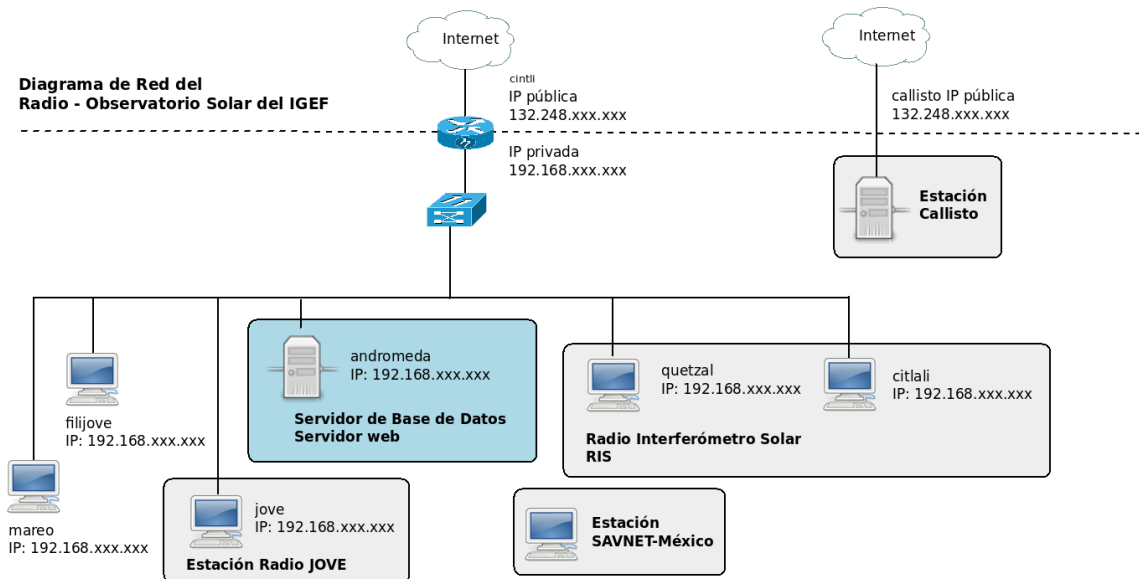 Internet
Internet
Diagrama de Red del
Radio - Observatorio Solar del IGEF
cintli
IP pública
132.248.xxx.xxx
callisto IP pública
132.248.xxx.xxx
IP privada
192.168.xxx.xxx
Estación
Callisto
andromeda
IP: 192.168.xxx.xxx
Servidor de Base de Datos
Servidor web
quetzal
IP: 192.168.xxx.xxx
citlali
IP: 192.168.xxx.xxx
Radio Interferómetro Solar
RIS
filijove
IP: 192.168.xxx.xxx
mareo
IP: 192.168.xxx.xxx
jove
IP: 192.168.xxx.xxx
Estación Radio JOVE
Estación
SAVNET-México